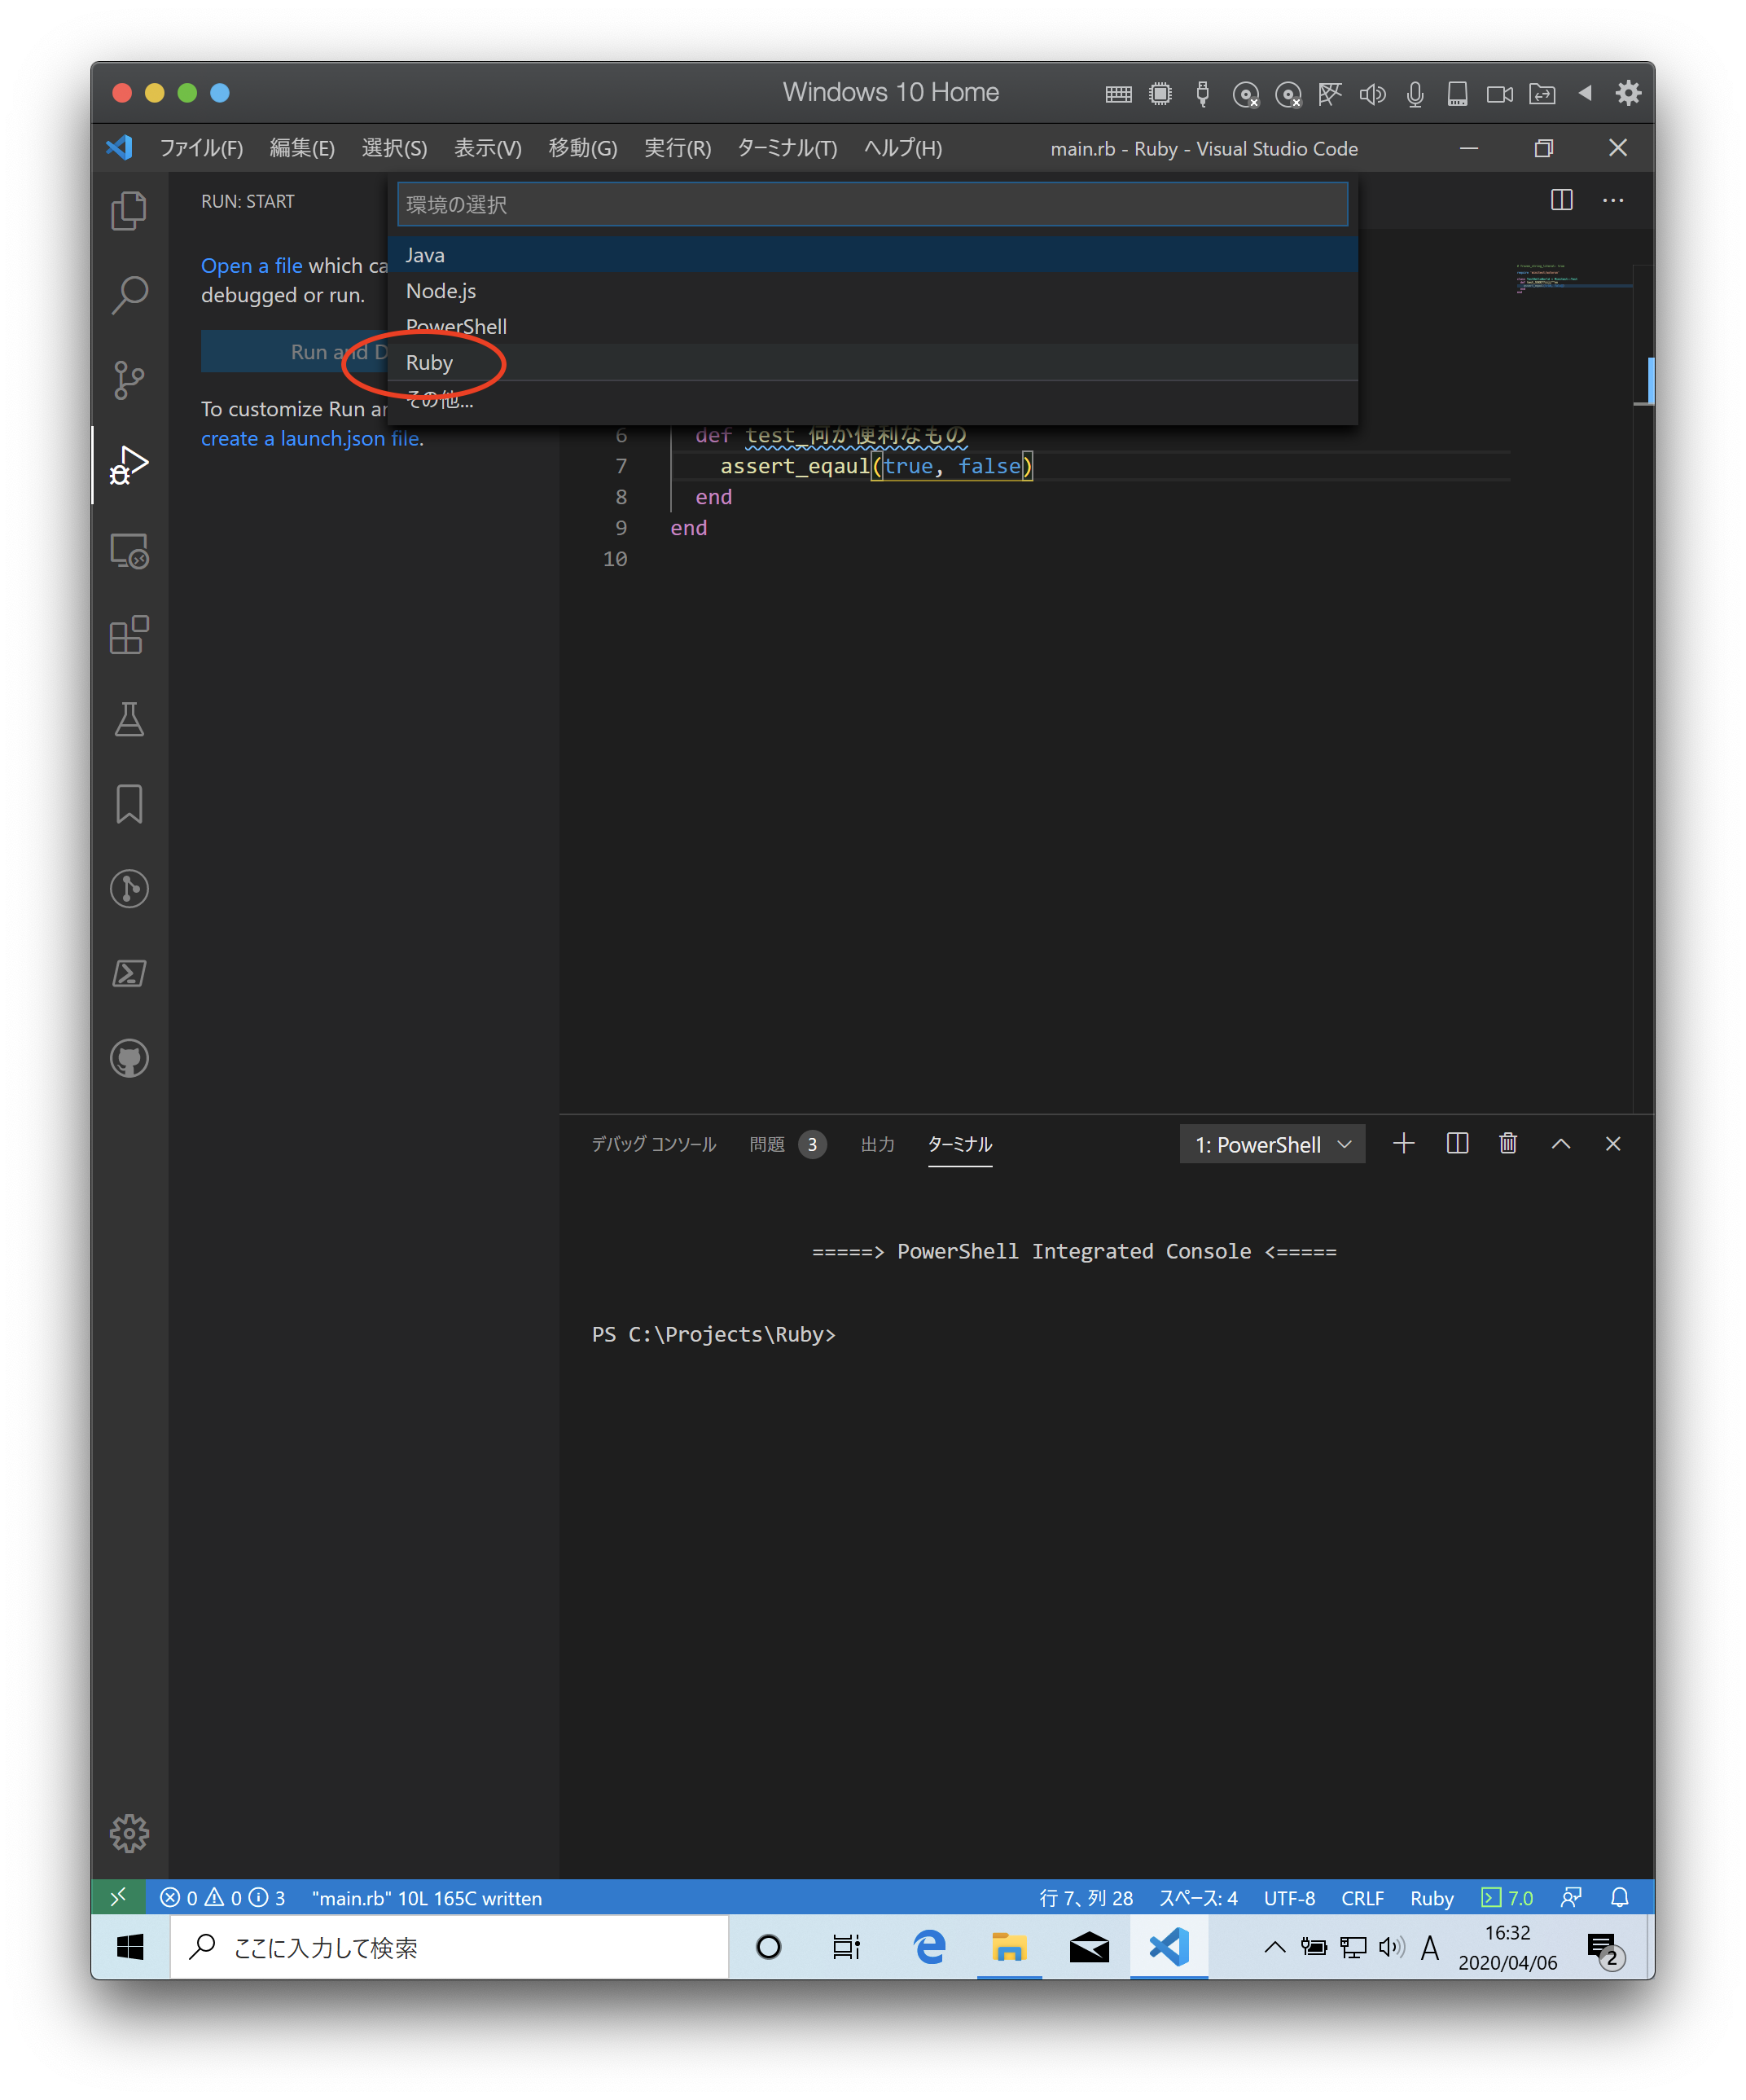 Windows 10 Home
ファイル(F) 編集(E) 選択(S) 表示(V) 移動(G) 実行(R) ターミナル(T) ヘルプ(H) main.rb - Ruby - Visual Studio Code
RUN: START
環境の選択
Java
Node.js
PowerShell
Ruby
その他...
Open a file which ca
debugged or run.
Run and D
To customize Run ar
create a launch.json file.
6 def test_何か便利なもの
7 assert_eqaul(true, false)
8 end
9 end
10
デバッグ コンソール 問題 3 出力 ターミナル 1: PowerShell
=====> PowerShell Integrated Console <=====
PS C:\Projects\Ruby>
0 0 3 "main.rb" 10L 165C written 行 7、列 28 スペース: 4 UTF-8 CRLF Ruby 7.0
ここに入力して検索
A
16:32
2020/04/06
2